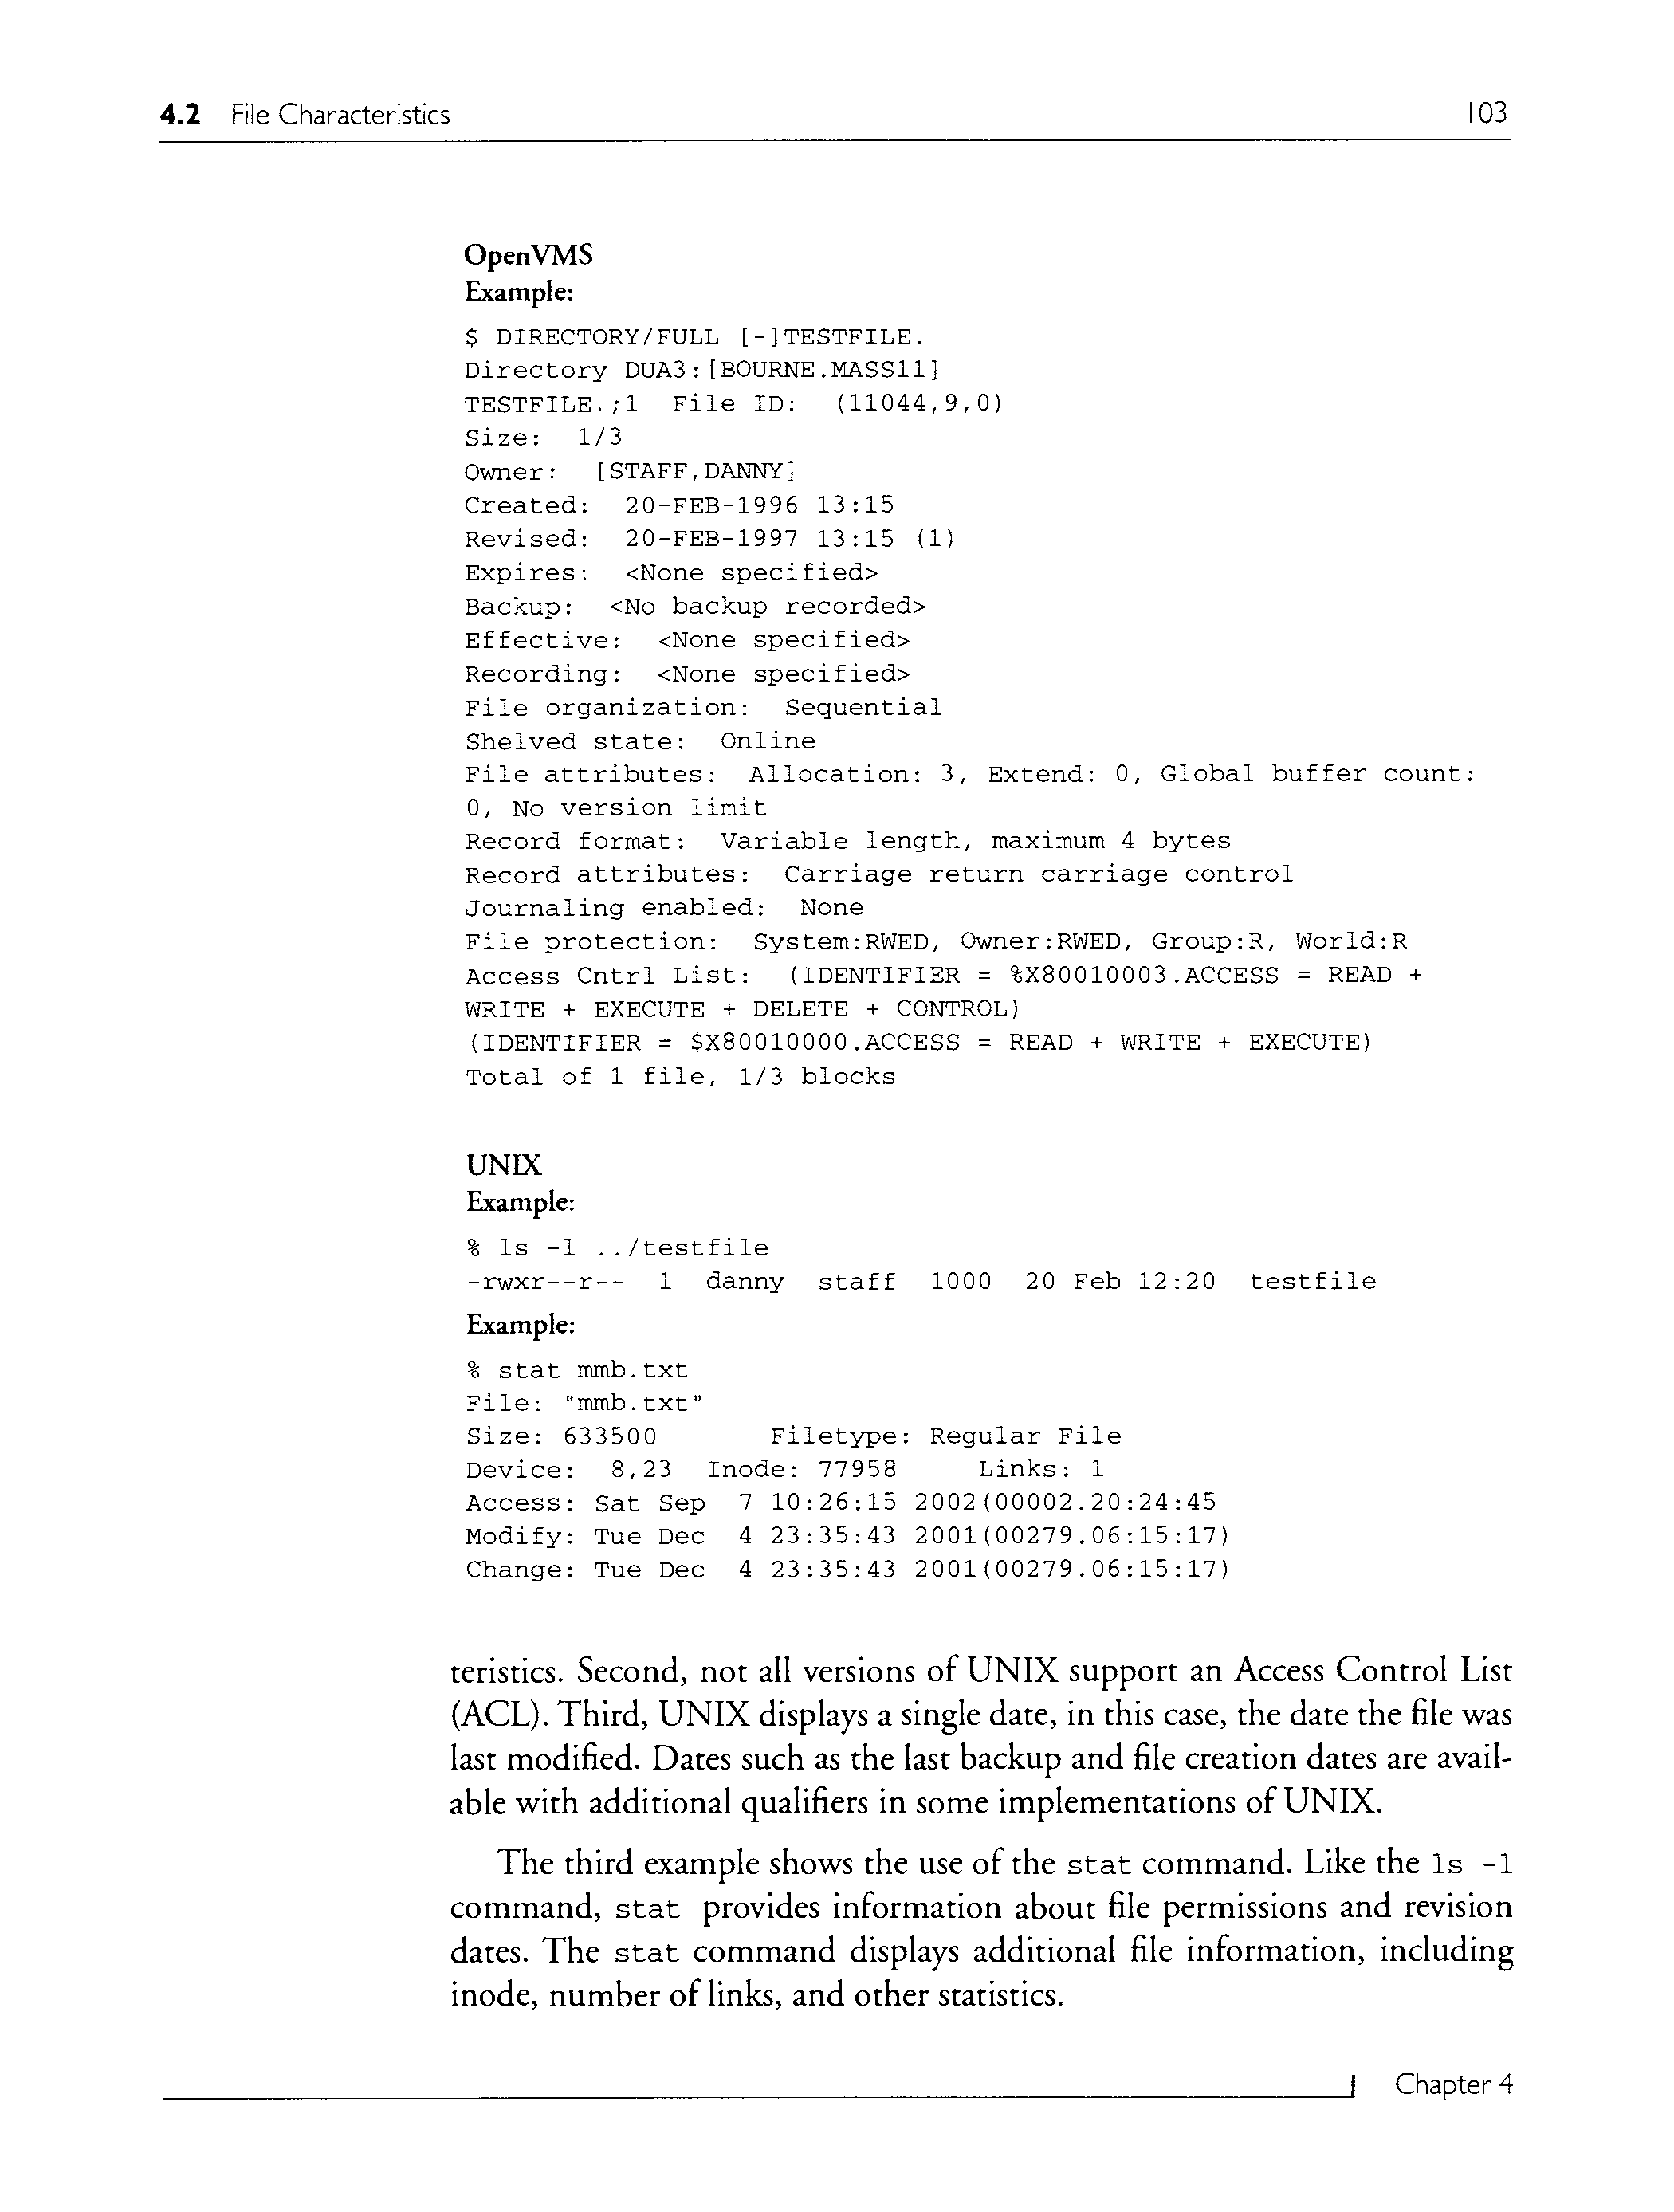 4.2 File Characteristics 103
OpenVMS
Example:
$ DIRECTORY/FULL [-]TESTFILE.
Directory DUA3:[BOURNE.MASS11]
TESTFILE.;1 File ID: (11044,9,0)
Size: 1/3
Owner: [STAFF,DANNY]
Created: 20-FEB-1996 13:15
Revised: 20-FEB-1997 13:15 (1)
Expires: <None specified>
Backup: <No backup recorded>
Effective: <None specified>
Recording: <None specified>
File organization: Sequential
Shelved state: Online
File attributes: Allocation: 3, Extend: 0, Global buffer count:
0, No version limit
Record format: Variable length, maximum 4 bytes
Record attributes: Carriage return carriage control
Journaling enabled: None
File protection: System:RWED, Owner:RWED, Group:R, World:R
Access Cntrl List: (IDENTIFIER = %X80010003.ACCESS = READ +
WRITE + EXECUTE + DELETE + CONTROL)
(IDENTIFIER = $X80010000.ACCESS = READ + WRITE + EXECUTE)
Total of 1 file, 1/3 blocks
UNIX
Example:
% ls -l ../testfile
-rwxr--r-- 1 danny staff 1000 20 Feb 12:20 testfile
Example:
% stat mmb.txt
File: "mmb.txt"
Size: 633500 Filetype: Regular File
Device: 8,23 Inode: 77958 Links: 1
Access: Sat Sep 7 10:26:15 2002(00002.20:24:45
Modify: Tue Dec 4 23:35:43 2001(00279.06:15:17)
Change: Tue Dec 4 23:35:43 2001(00279.06:15:17)
teristics. Second, not all versions of UNIX support an Access Control List
(ACL). Third, UNIX displays a single date, in this case, the date the file was
last modified. Dates such as the last backup and file creation dates are avail-
able with additional qualifiers in some implementations of UNIX.
The third example shows the use of the stat command. Like the ls -l
command, stat provides information about file permissions and revision
dates. The stat command displays additional file information, including
inode, number of links, and other statistics.
Chapter 4